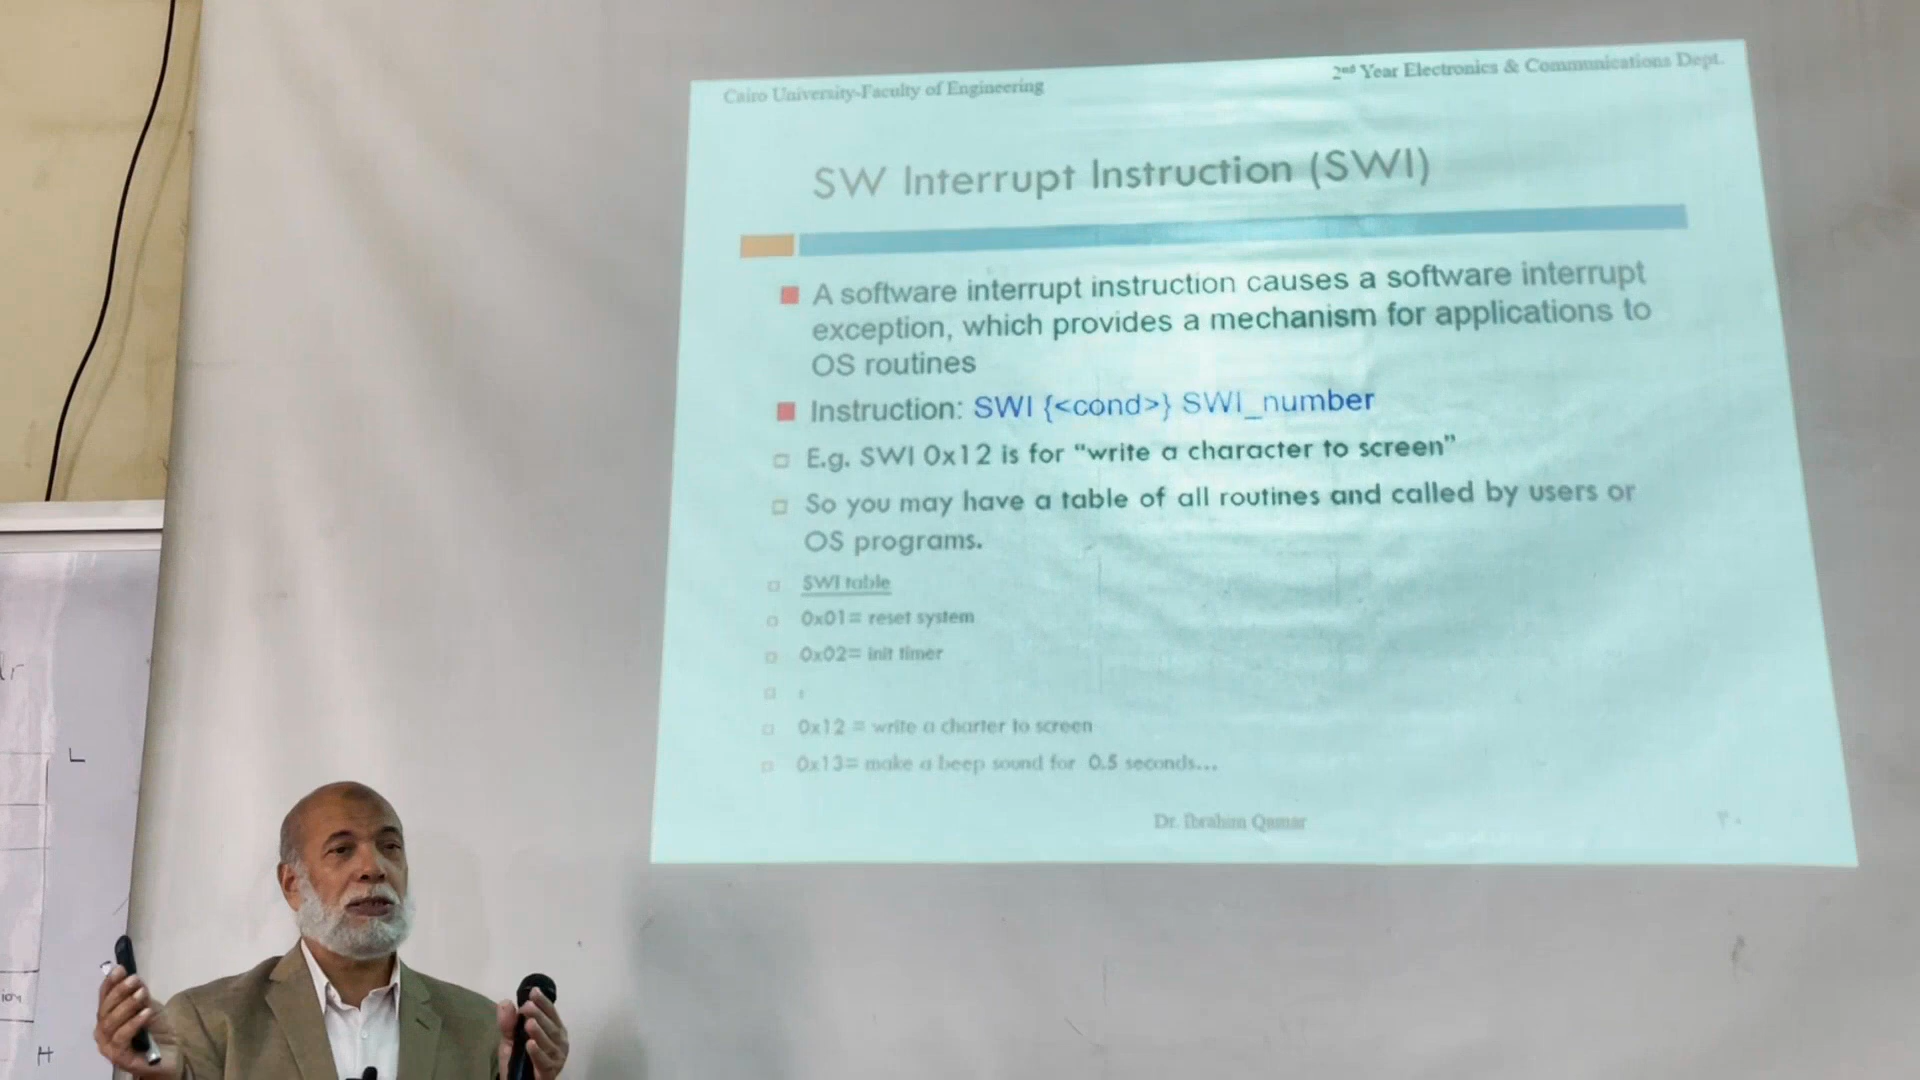 Cairo University-Faculty of Engineering
2nd Year Electronics & Communications Dept.
SW Interrupt Instruction (SWI)
A software interrupt instruction causes a software interrupt
exception, which provides a mechanism for applications to
OS routines
Instruction: SWI {<cond>} SWI_number
E.g. SWI 0x12 is for “write a character to screen”
So you may have a table of all routines and called by users or
OS programs.
SWI table
0x01= reset system
0x02= init timer
:
0x12 = write a charter to screen
0x13= make a beep sound for 0.5 seconds...
Dr. Ibrahim Qamar
٣٠
L
H